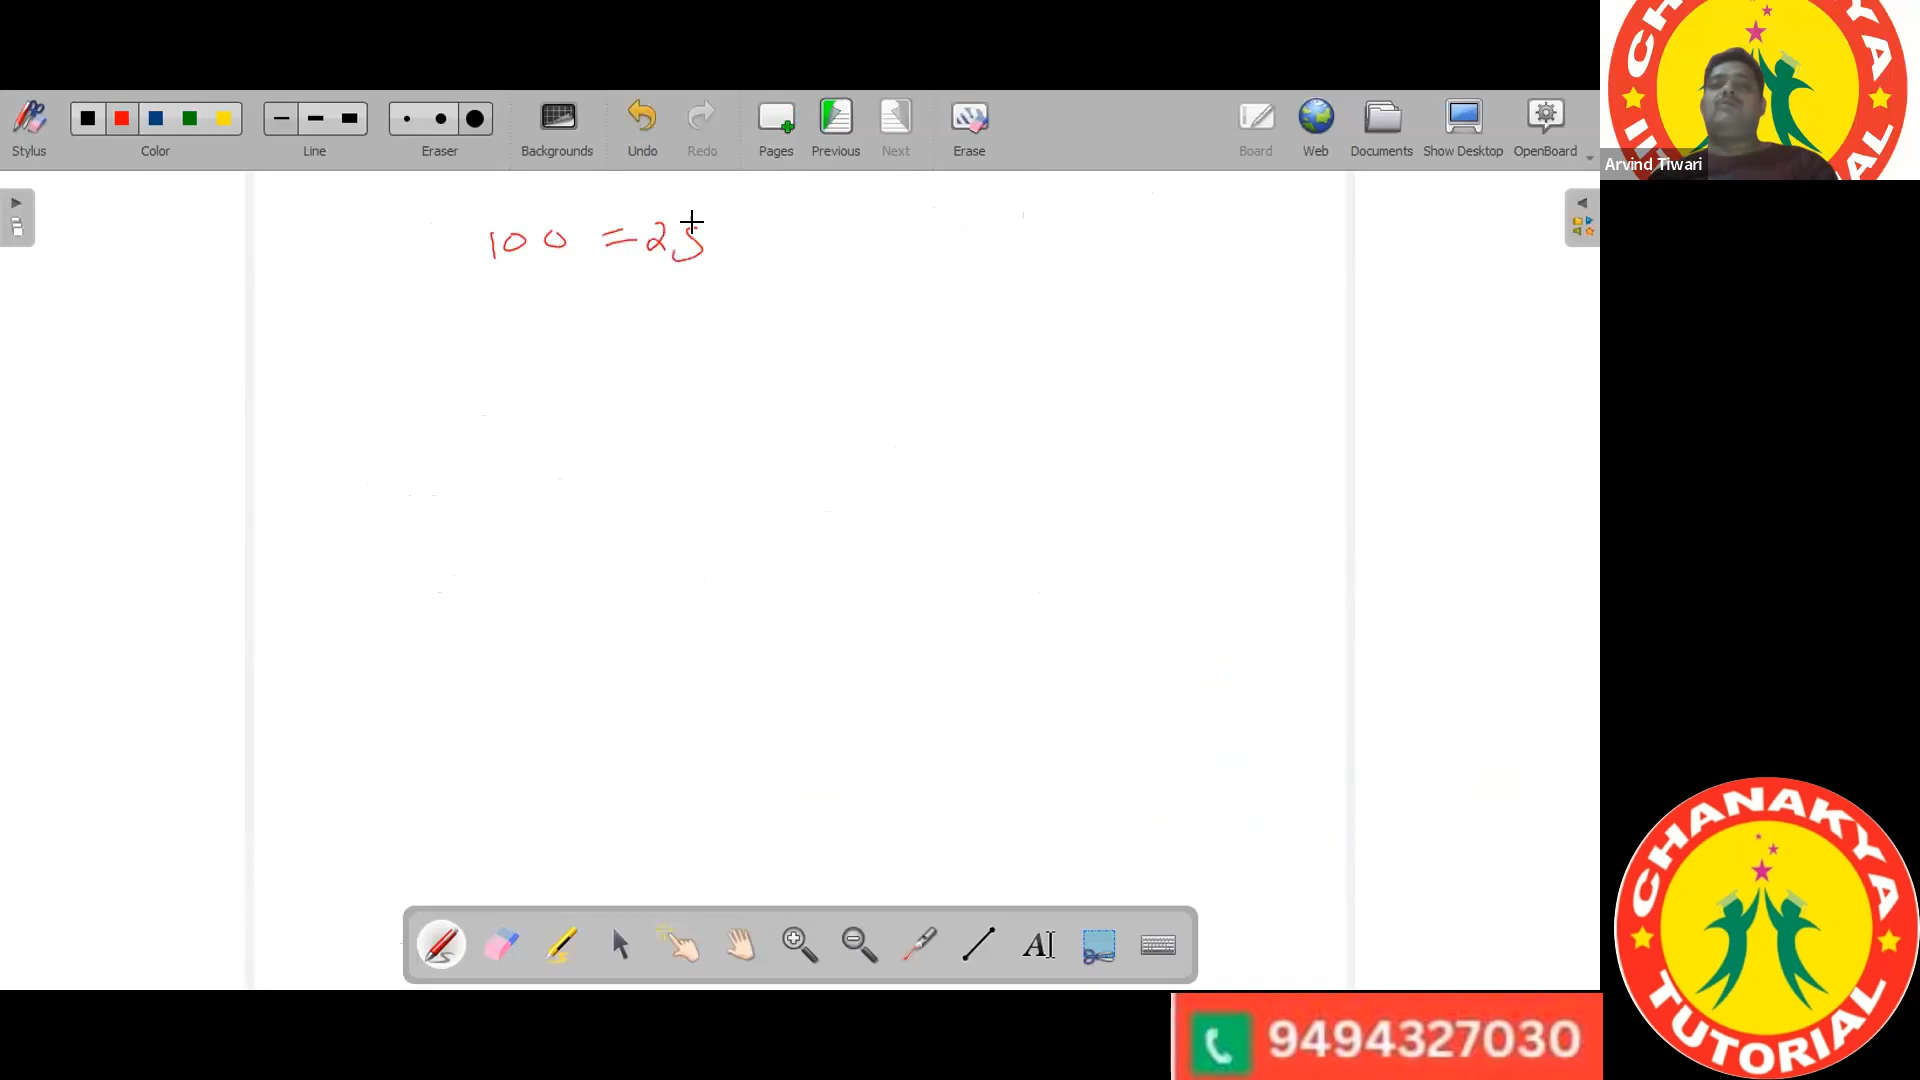 Stylus
Color
Line
Eraser
Backgrounds
Undo
Redo
Pages
Previous
Next
Erase
Board
Web
Documents
Show Desktop
OpenBoard
Arvind Tiwari
100 = 25
AI
CHANAKYA
TUTORIAL
9494327030